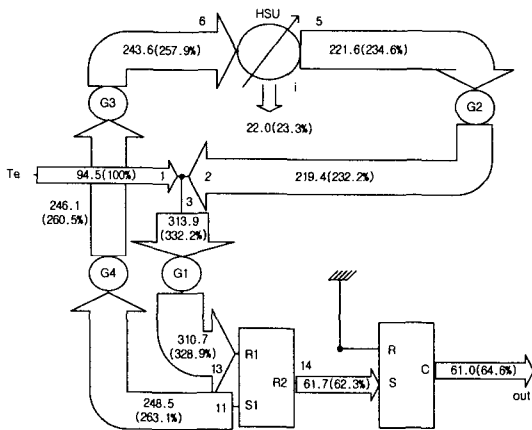 6
HSU
5
243.6(257.9%)
221.6(234.6%)
i
G3
G2
22.0(23.3%)
Te
94.5(100%)
1
2
219.4(232.2%)
246.1
(260.5%)
3
313.9
(332.2%)
G4
G1
310.7
(328.9%)
R1
R
13
14
R2
61.7(62.3%)
S
C
61.0(64.6%)
248.5
(263.1%)
11
S1
out